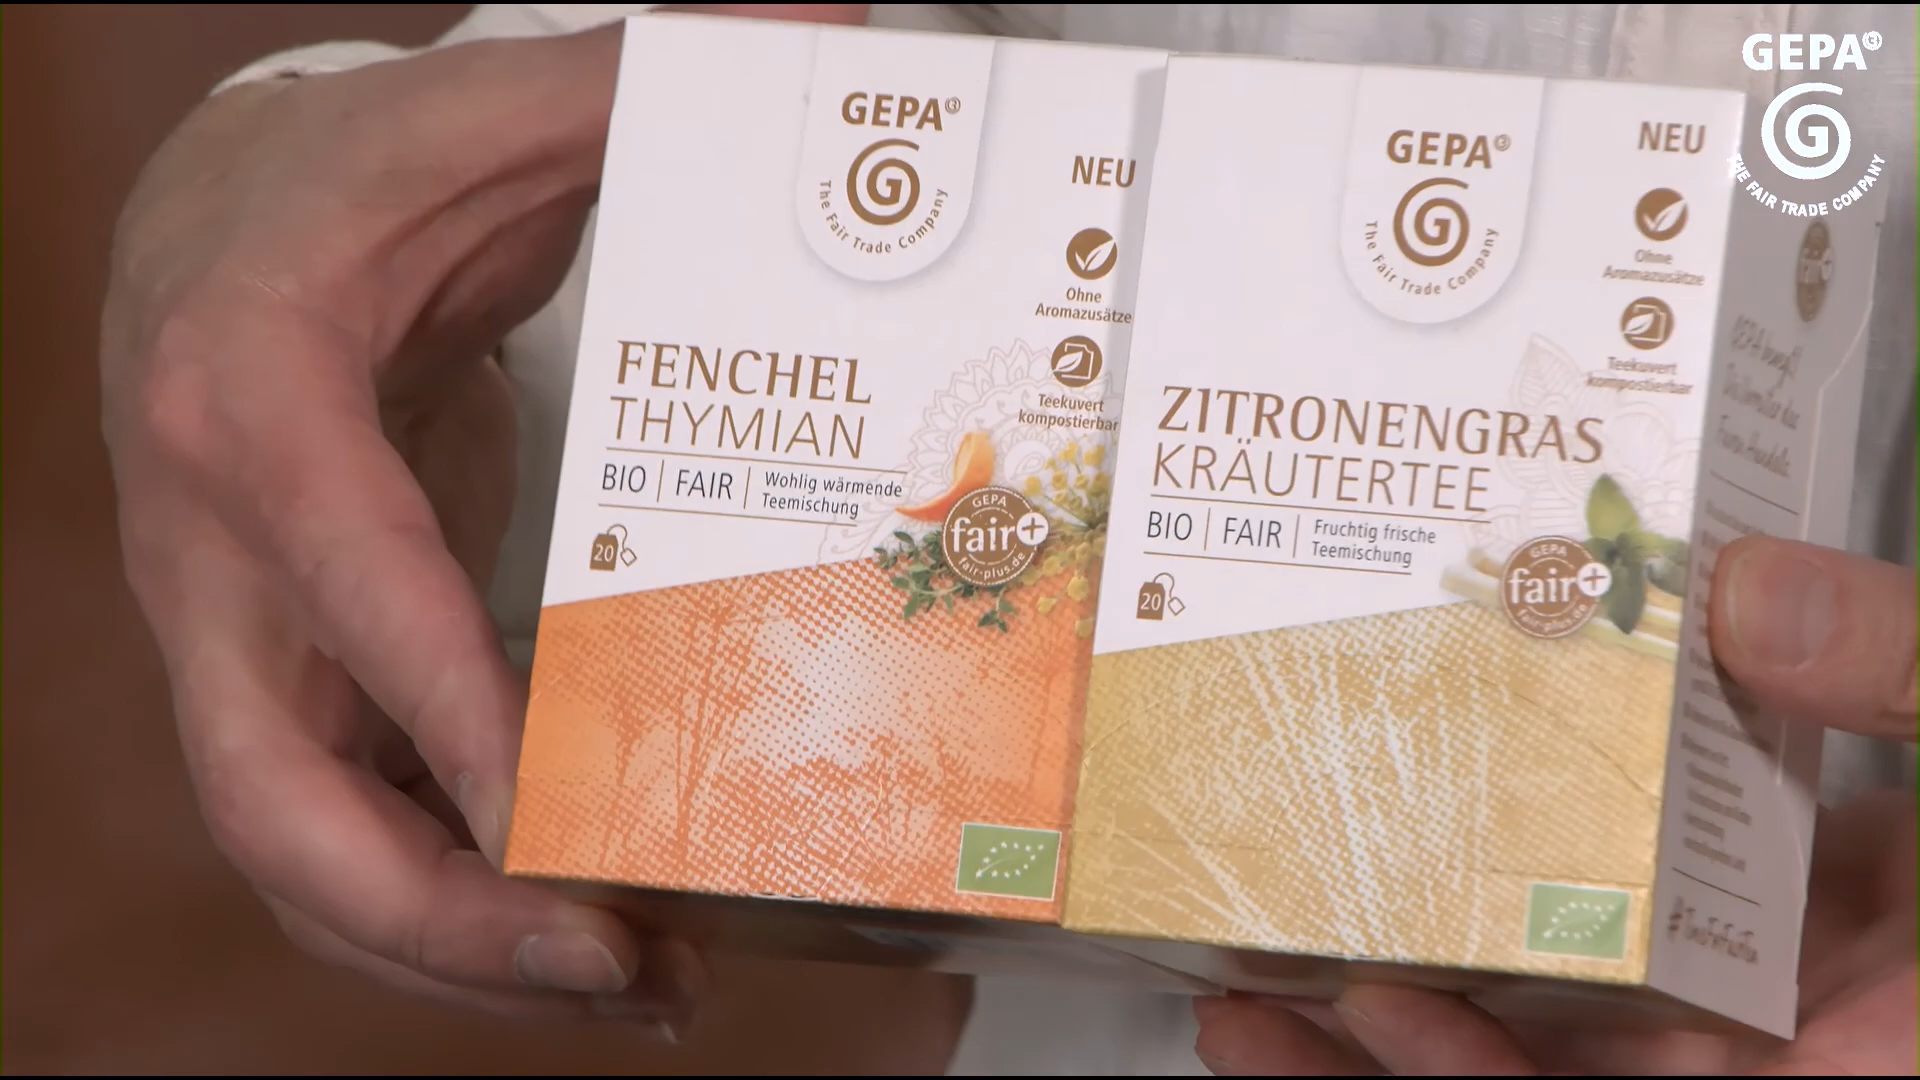 GEPA
The Fair Trade Company
NEU
Ohne
Aromazusätze
Teekuvert
kompostierbar
FENCHEL
THYMIAN
BIO | FAIR | Wohlig wärmende
Teemischung
20
GEPA
fair+
fair-plus.de
GEPA
The Fair Trade Company
NEU
Ohne
Aromazusätze
Teekuvert
kompostierbar
ZITRONENGRAS
KRÄUTERTEE
BIO | FAIR | Fruchtig frische
Teemischung
20
GEPA
fair+
fair-plus.de
GEPA
THE FAIR TRADE COMPANY